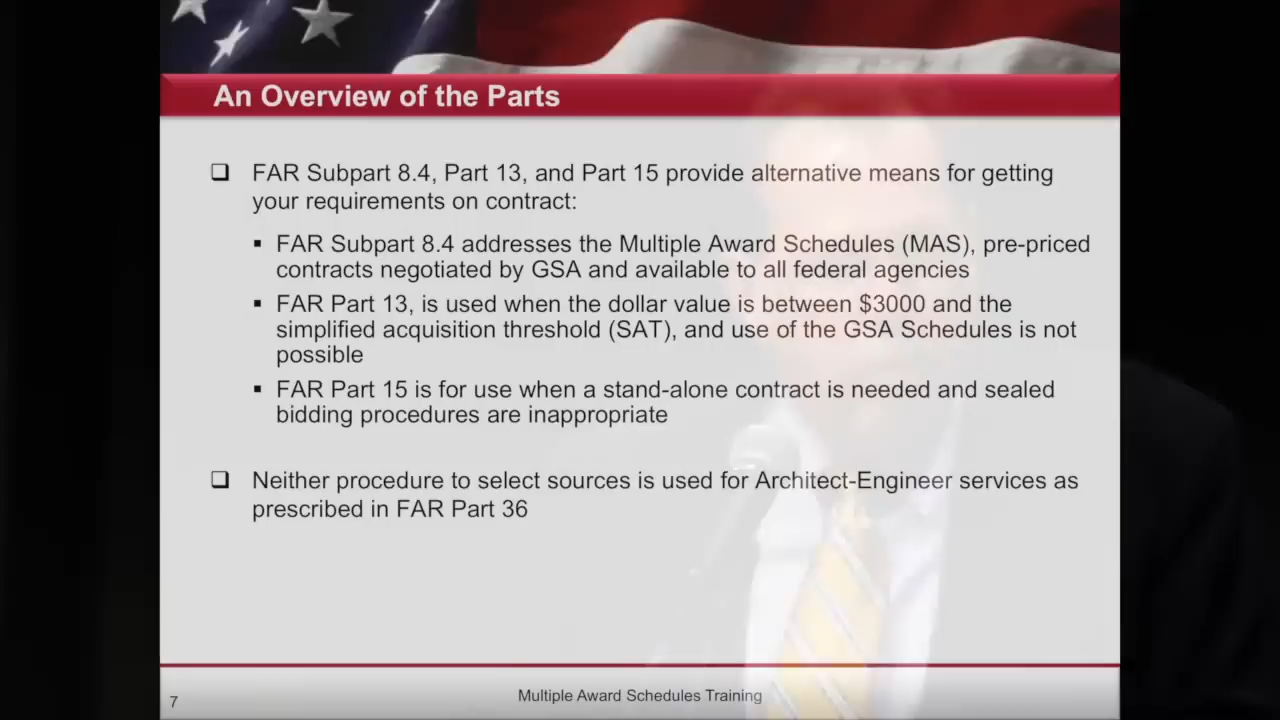 An Overview of the Parts
❑ FAR Subpart 8.4, Part 13, and Part 15 provide alternative means for getting
your requirements on contract:
▪ FAR Subpart 8.4 addresses the Multiple Award Schedules (MAS), pre-priced
contracts negotiated by GSA and available to all federal agencies
▪ FAR Part 13, is used when the dollar value is between $3000 and the
simplified acquisition threshold (SAT), and use of the GSA Schedules is not
possible
▪ FAR Part 15 is for use when a stand-alone contract is needed and sealed
bidding procedures are inappropriate
❑ Neither procedure to select sources is used for Architect-Engineer services as
prescribed in FAR Part 36
7
Multiple Award Schedules Training